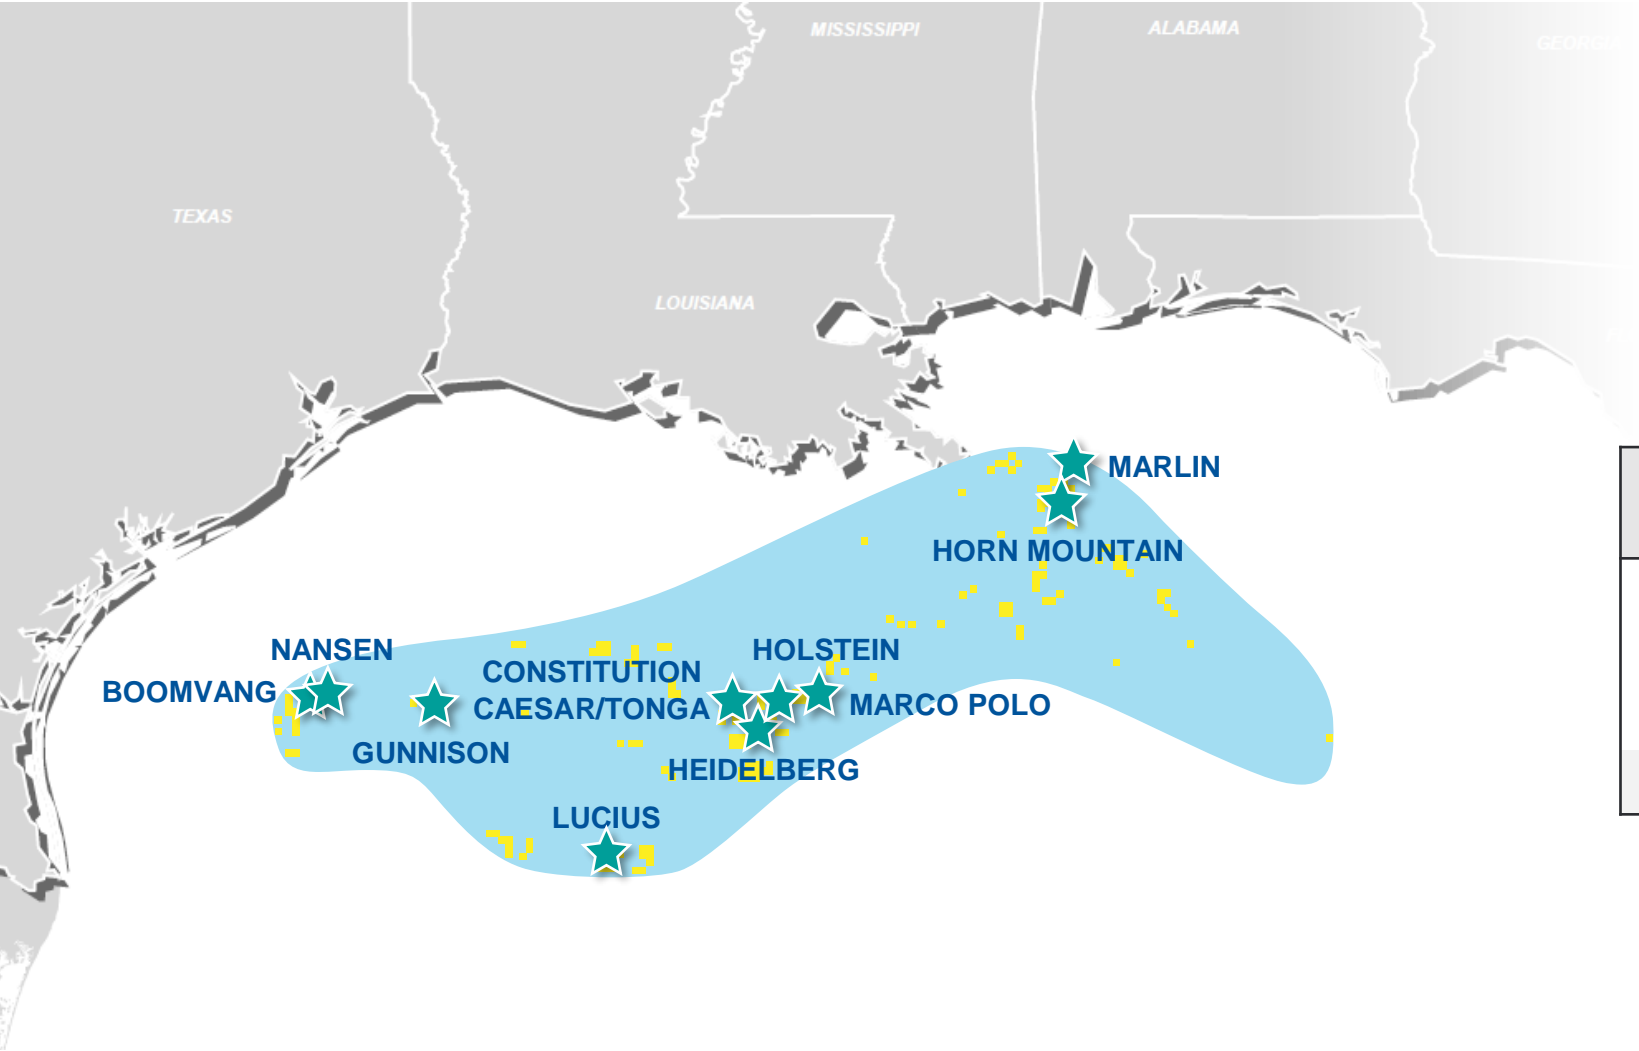 MISSISSIPPI
ALABAMA
GEORGIA
TEXAS
LOUISIANA
MARLIN
HORN MOUNTAIN
NANSEN
HOLSTEIN
CONSTITUTION
BOOMVANG
CAESAR/TONGA
MARCO POLO
GUNNISON
HEIDELBERG
LUCIUS